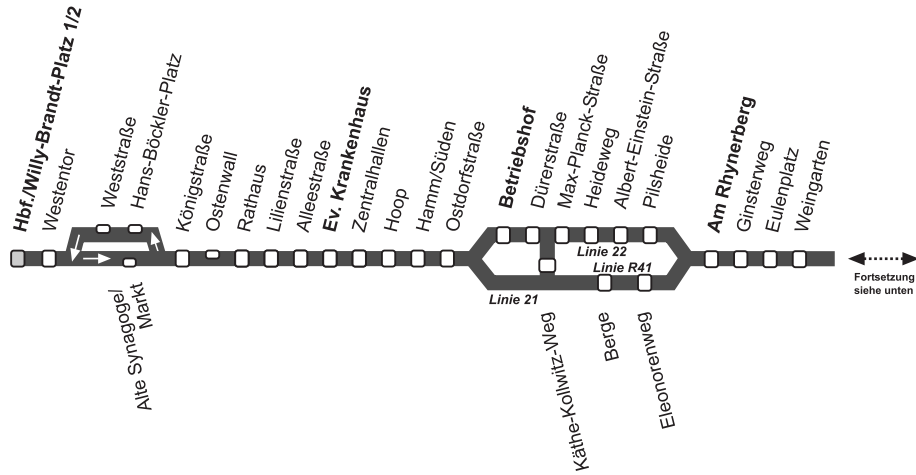 Hbf./Willy-Brandt-Platz 1/2
Westentor
Weststraße
Hans-Böckler-Platz
Königstraße
Ostenwall
Rathaus
Lilienstraße
Alleestraße
Ev. Krankenhaus
Zentralhallen
Hoop
Hamm/Süden
Ostdorfstraße
Betriebshof
Dürerstraße
Max-Planck-Straße
Heideweg
Albert-Einstein-Straße
Pilsheide
Am Rhynerberg
Ginsterweg
Eulenplatz
Weingarten
Linie 22
Linie R41
Linie 21
Fortsetzung
siehe unten
Alte Synagoge/
Markt
Käthe-Kollwitz-Weg
Berge
Eleonorenweg